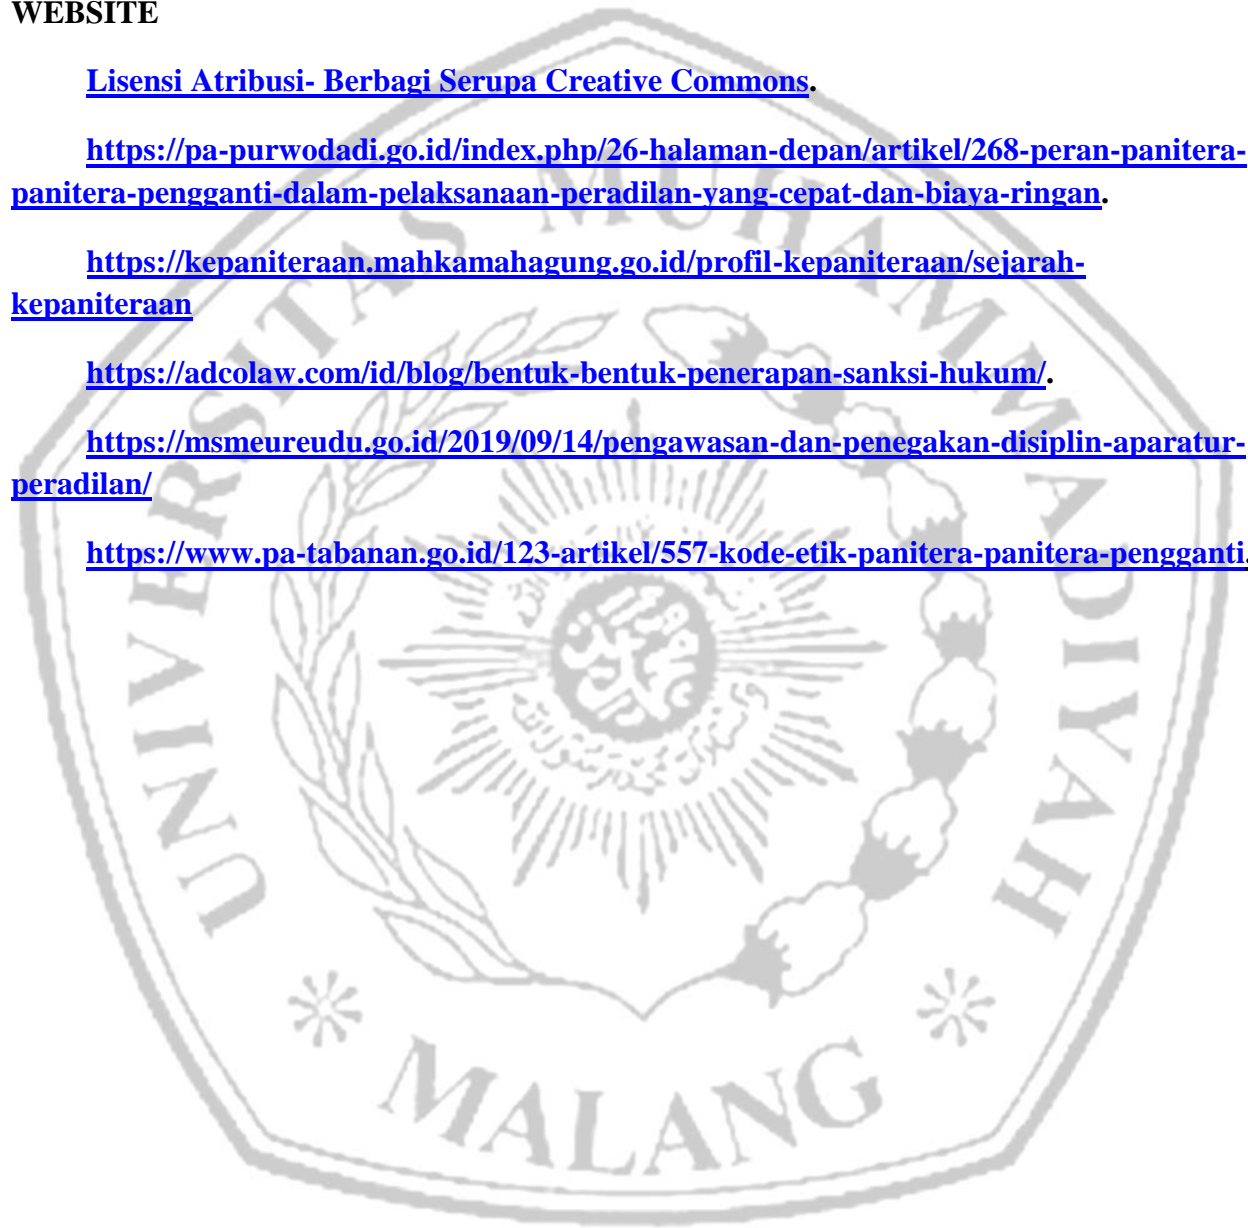 WEBSITE
Lisensi Atribusi- Berbagi Serupa Creative Commons.
https://pa-purwodadi.go.id/index.php/26-halaman-depan/artikel/268-peran-panitera-
panitera-pengganti-dalam-pelaksanaan-peradilan-yang-cepat-dan-biaya-ringan.
https://kepaniteraan.mahkamahagung.go.id/profil-kepaniteraan/sejarah-
kepaniteraan
https://adcolaw.com/id/blog/bentuk-bentuk-penerapan-sanksi-hukum/.
https://msmeureudu.go.id/2019/09/14/pengawasan-dan-penegakan-disiplin-aparatur-
peradilan/
https://www.pa-tabanan.go.id/123-artikel/557-kode-etik-panitera-panitera-pengganti.
UNIVERSITAS MUHAMMADIYAH
MALANG